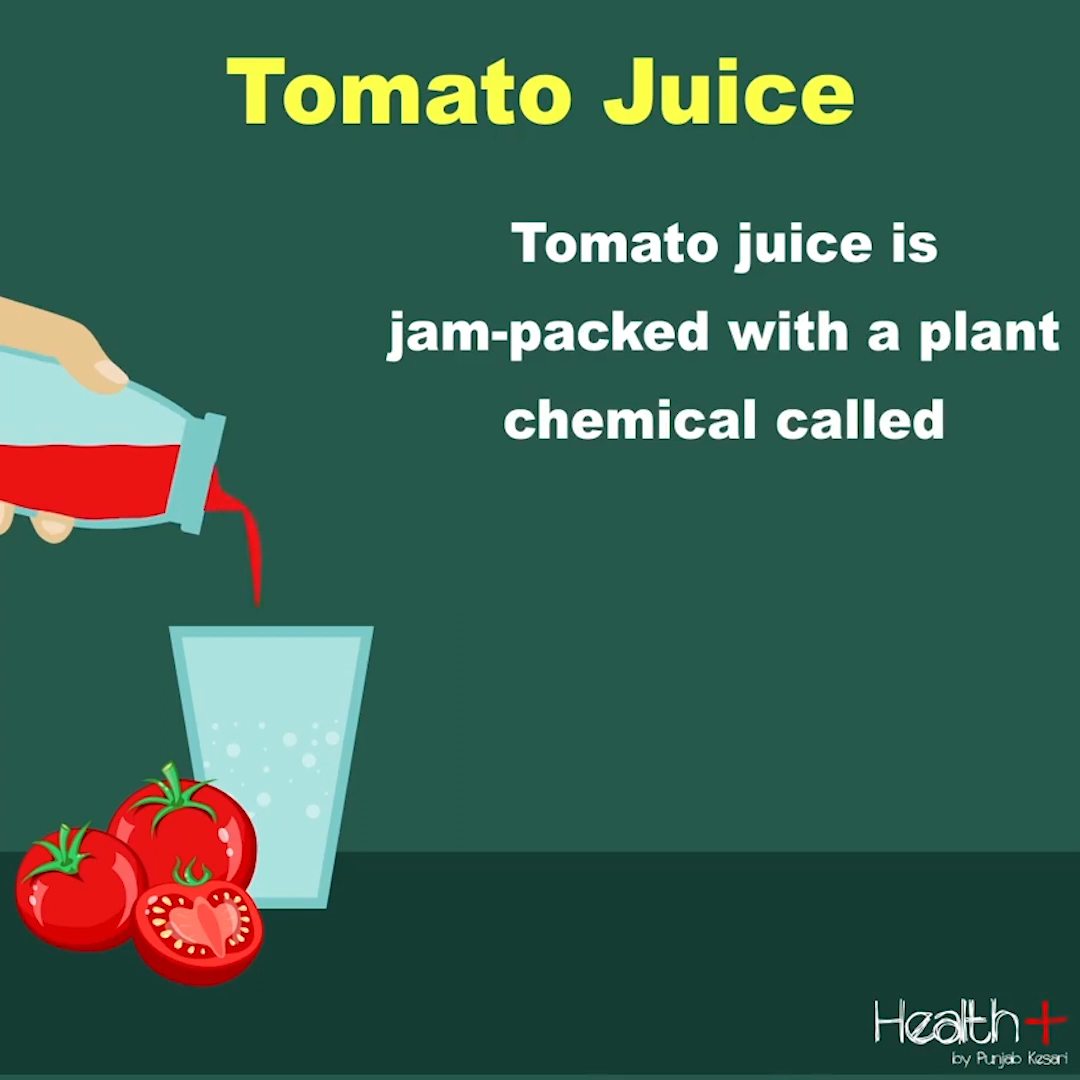 Tomato Juice
Tomato juice is
jam-packed with a plant
chemical called
Health+
by Punjab Kesari